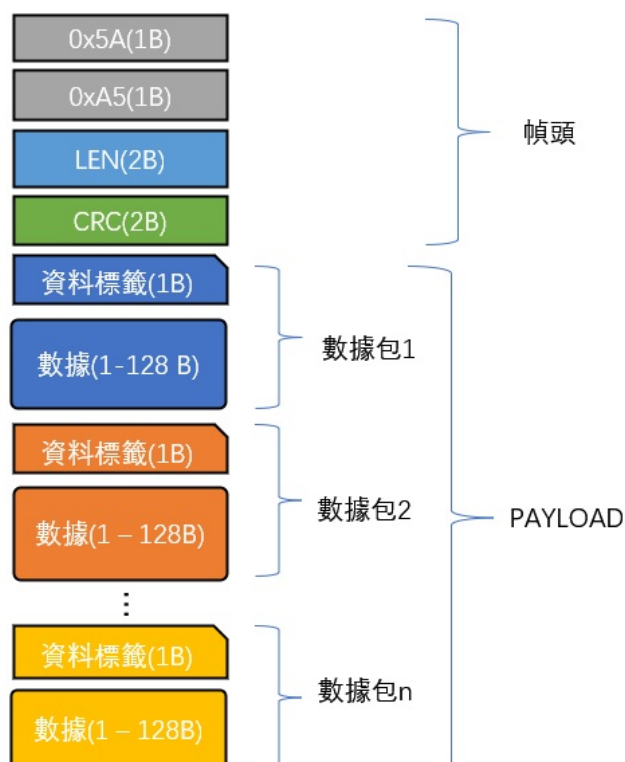 0x5A(1B)
0xA5(1B)
LEN(2B)
CRC(2B)
幀頭
資料標籤(1B)
數據(1-128 B)
數據包1
資料標籤(1B)
數據(1 – 128B)
數據包2
PAYLOAD
⋮
資料標籤(1B)
數據(1 – 128B)
數據包n